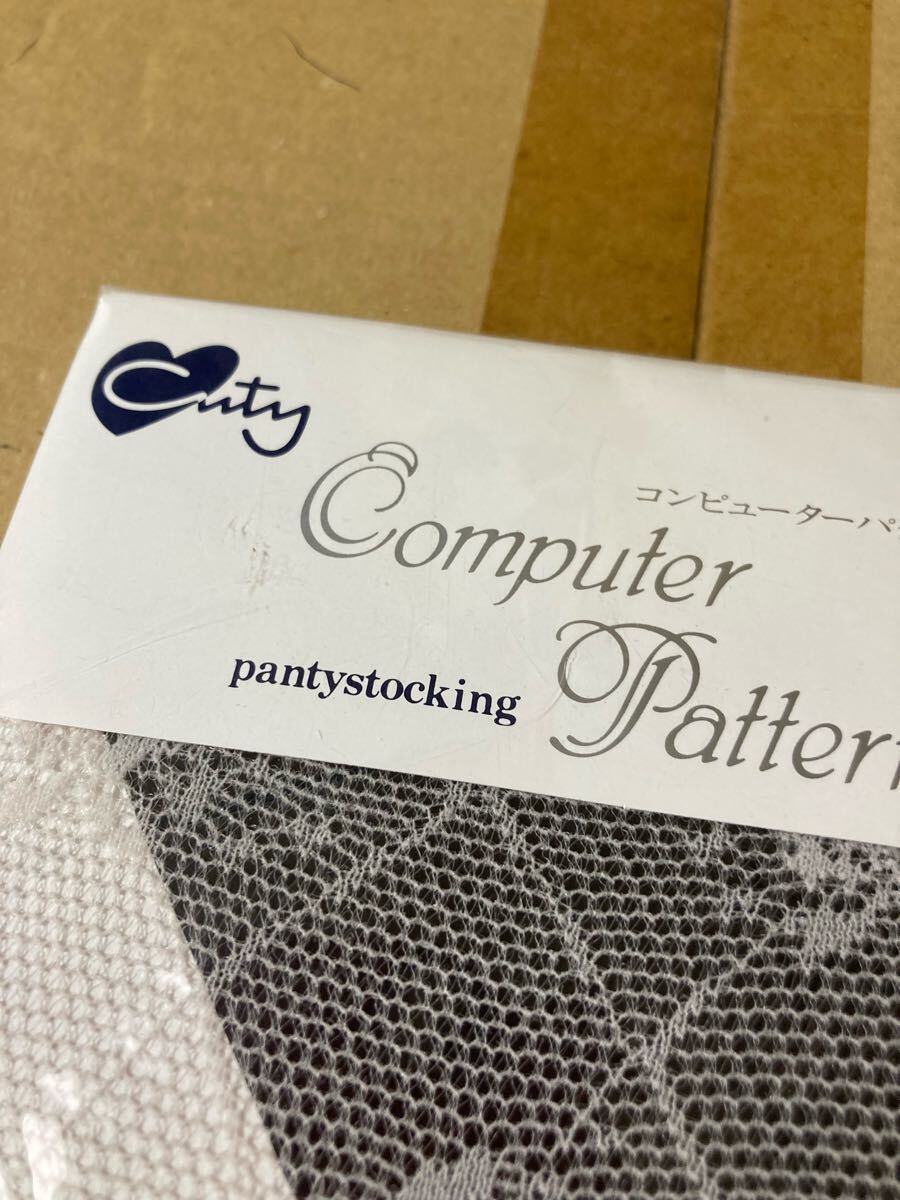 Cuty
コンピューターパ
Computer
pantystocking
Pattern